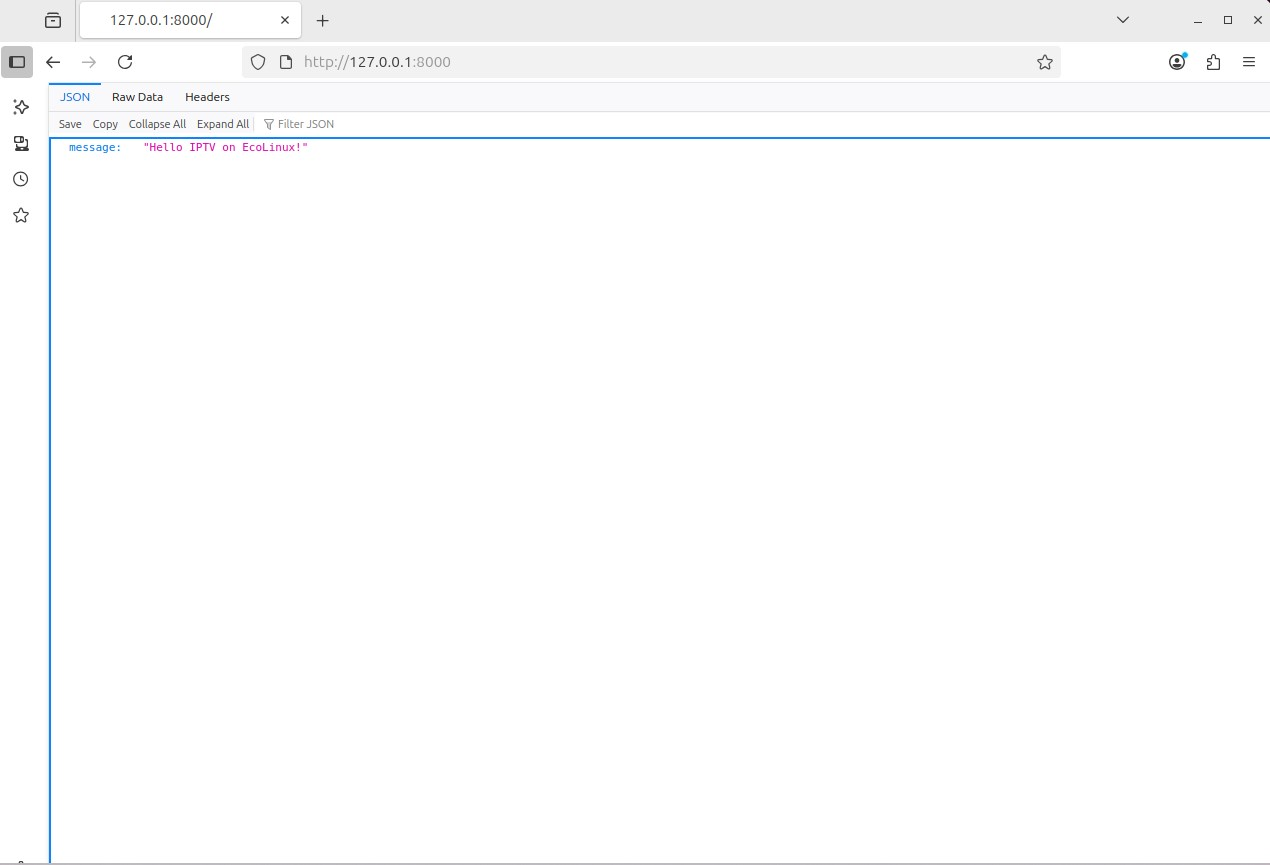 127.0.0.1:8000/
http://127.0.0.1:8000
JSON Raw Data Headers
Save Copy Collapse All Expand All Filter JSON
message: "Hello IPTV on EcoLinux!"